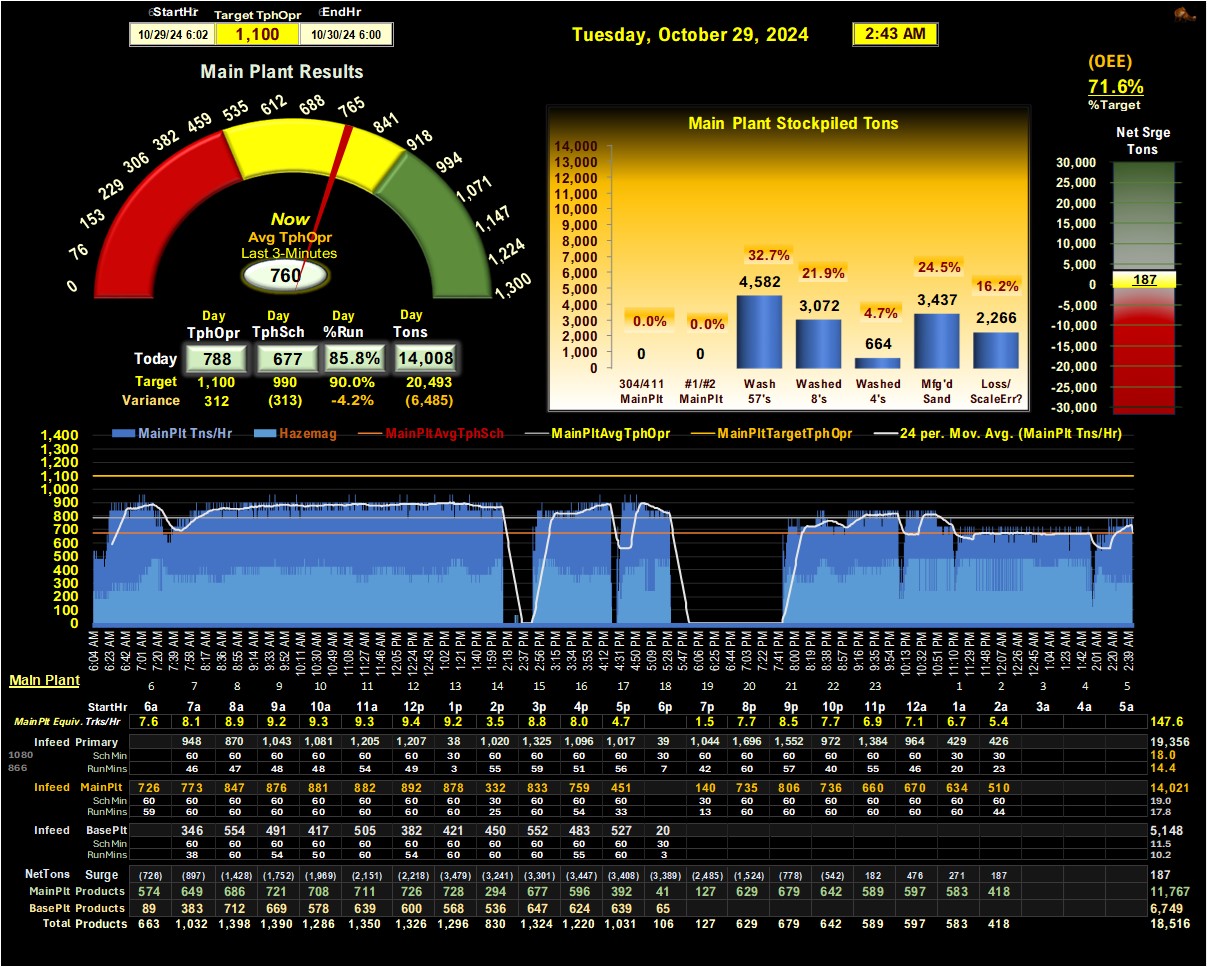 StartHr Target TphOpr EndHr
10/29/24 6:02 1,100 10/30/24 6:00
Tuesday, October 29, 2024 2:43 AM
(OEE)
71.6%
%Target
Main Plant Results
0 76 153 229 306 382 459 535 612 688 765 841 918 994 1,071 1,147 1,224 1,300
Now
Avg TphOpr
Last 3-Minutes
760
Day Day Day Day
TphOpr TphSch %Run Tons
Today 788 677 85.8% 14,008
Target 1,100 990 90.0% 20,493
Variance 312 (313) -4.2% (6,485)
Main Plant Stockpiled Tons
14,000
13,000
12,000
11,000
10,000
9,000
8,000
7,000
6,000
5,000
4,000
3,000
2,000
1,000
0
0.0% 0.0% 32.7% 21.9% 4.7% 24.5% 16.2%
0 0 4,582 3,072 664 3,437 2,266
304/411 #1/#2 Wash Washed Washed Mfg'd Loss/
MainPlt MainPlt 57's 8's 4's Sand ScaleErr?
Net Srge
Tons
30,000
25,000
20,000
15,000
10,000
5,000
0
-5,000
-10,000
-15,000
-20,000
-25,000
-30,000
187
MainPlt Tns/Hr Hazemag MainPltAvgTphSch MainPltAvgTphOpr MainPltTargetTphOpr 24 per. Mov. Avg. (MainPlt Tns/Hr)
1,400
1,300
1,200
1,100
1,000
900
800
700
600
500
400
300
200
100
0
6:04 AM 6:23 AM 6:42 AM 7:01 AM 7:20 AM 7:39 AM 7:58 AM 8:17 AM 8:36 AM 8:55 AM 9:14 AM 9:33 AM 9:52 AM 10:11 AM 10:30 AM 10:49 AM 11:08 AM 11:27 AM 11:46 AM 12:05 PM 12:24 PM 12:43 PM 1:02 PM 1:21 PM 1:40 PM 1:59 PM 2:18 PM 2:37 PM 2:56 PM 3:15 PM 3:34 PM 3:53 PM 4:12 PM 4:31 PM 4:50 PM 5:09 PM 5:28 PM 5:47 PM 6:06 PM 6:25 PM 6:44 PM 7:03 PM 7:22 PM 7:41 PM 8:00 PM 8:19 PM 8:38 PM 8:57 PM 9:16 PM 9:35 PM 9:54 PM 10:13 PM 10:32 PM 10:51 PM 11:10 PM 11:29 PM 11:48 PM 12:07 AM 12:26 AM 12:45 AM 1:04 AM 1:23 AM 1:42 AM 2:01 AM 2:20 AM 2:39 AM
Main Plant
6 7 8 9 10 11 12 13 14 15 16 17 18 19 20 21 22 23 1 2 3 4 5
StartHr 6a 7a 8a 9a 10a 11a 12p 1p 2p 3p 4p 5p 6p 7p 8p 9p 10p 11p 12a 1a 2a 3a 4a 5a
MainPlt Equiv. Trks/Hr 7.6 8.1 8.9 9.2 9.3 9.3 9.4 9.2 3.5 8.8 8.0 4.7 1.5 7.7 8.5 7.7 6.9 7.1 6.7 5.4 147.6
Infeed Primary 948 870 1,043 1,081 1,205 1,207 38 1,020 1,325 1,096 1,017 39 1,044 1,696 1,552 972 1,384 964 429 426 19,356
1080 Sch Min 60 60 60 60 60 60 30 60 60 60 60 30 60 60 60 60 60 60 30 30 18.0
866 RunMins 46 47 48 48 54 49 3 55 59 51 56 7 42 60 57 40 55 46 20 23 14.4
Infeed MainPlt 726 773 847 876 881 882 892 878 332 833 759 451 140 735 806 736 660 670 634 510 14,021
Sch Min 60 60 60 60 60 60 60 60 60 60 60 60 30 60 60 60 60 60 60 60 19.0
RunMins 59 60 60 60 60 60 60 60 25 60 54 33 15 60 60 60 60 60 60 44 17.8
Infeed BasePlt 346 554 491 417 505 382 421 450 552 483 527 20 5,148
Sch Min 60 60 60 60 60 60 60 60 60 60 60 30 11.5
RunMins 38 60 54 50 54 60 60 60 60 55 60 3 10.2
NetTons Surge (726) (897) (1,428) (1,752) (1,969) (2,151) (2,218) (3,479) (3,241) (3,301) (3,447) (3,408) (3,389) (2,485) (1,524) (778) (542) 182 476 271 187 187
MainPlt Products 574 649 686 721 708 711 726 728 294 677 596 392 41 127 629 679 642 589 597 583 418 11,767
BasePlt Products 89 383 712 669 578 639 600 568 536 647 624 639 65 6,749
Total Products 663 1,032 1,398 1,390 1,286 1,350 1,326 1,296 830 1,324 1,220 1,031 106 127 629 679 642 589 597 583 418 18,516